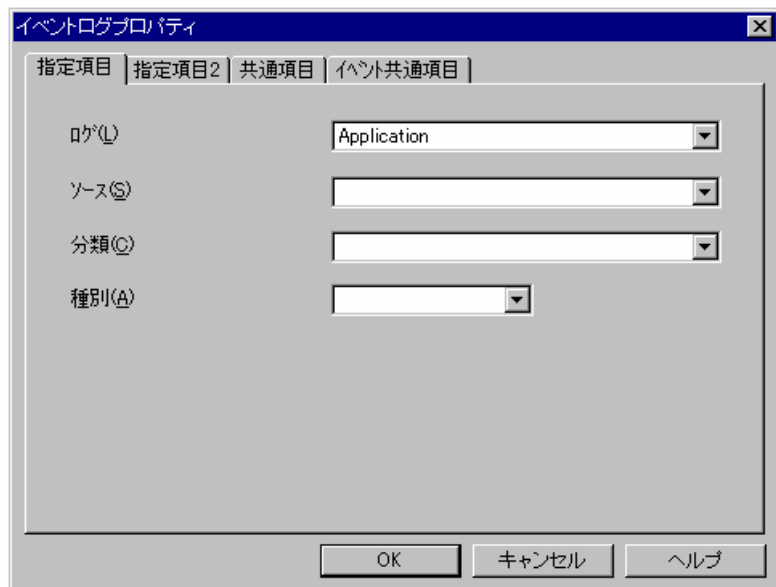 イベントログプロパティ
指定項目 指定項目2 共通項目 イベント共通項目
ログ(L) Application
ソース(S)
分類(C)
種別(A)
OK キャンセル ヘルプ